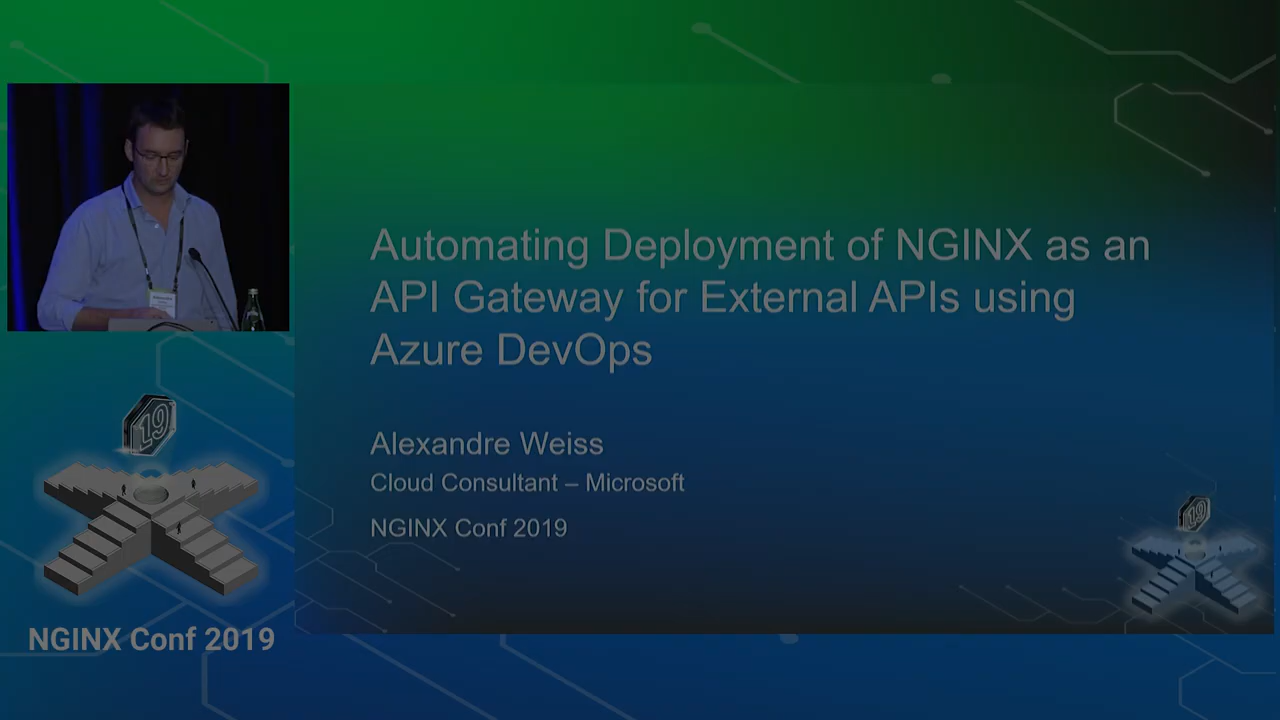 Automating Deployment of NGINX as an
API Gateway for External APIs using
Azure DevOps
Alexandre Weiss
Cloud Consultant – Microsoft
NGINX Conf 2019
19
NGINX Conf 2019
19